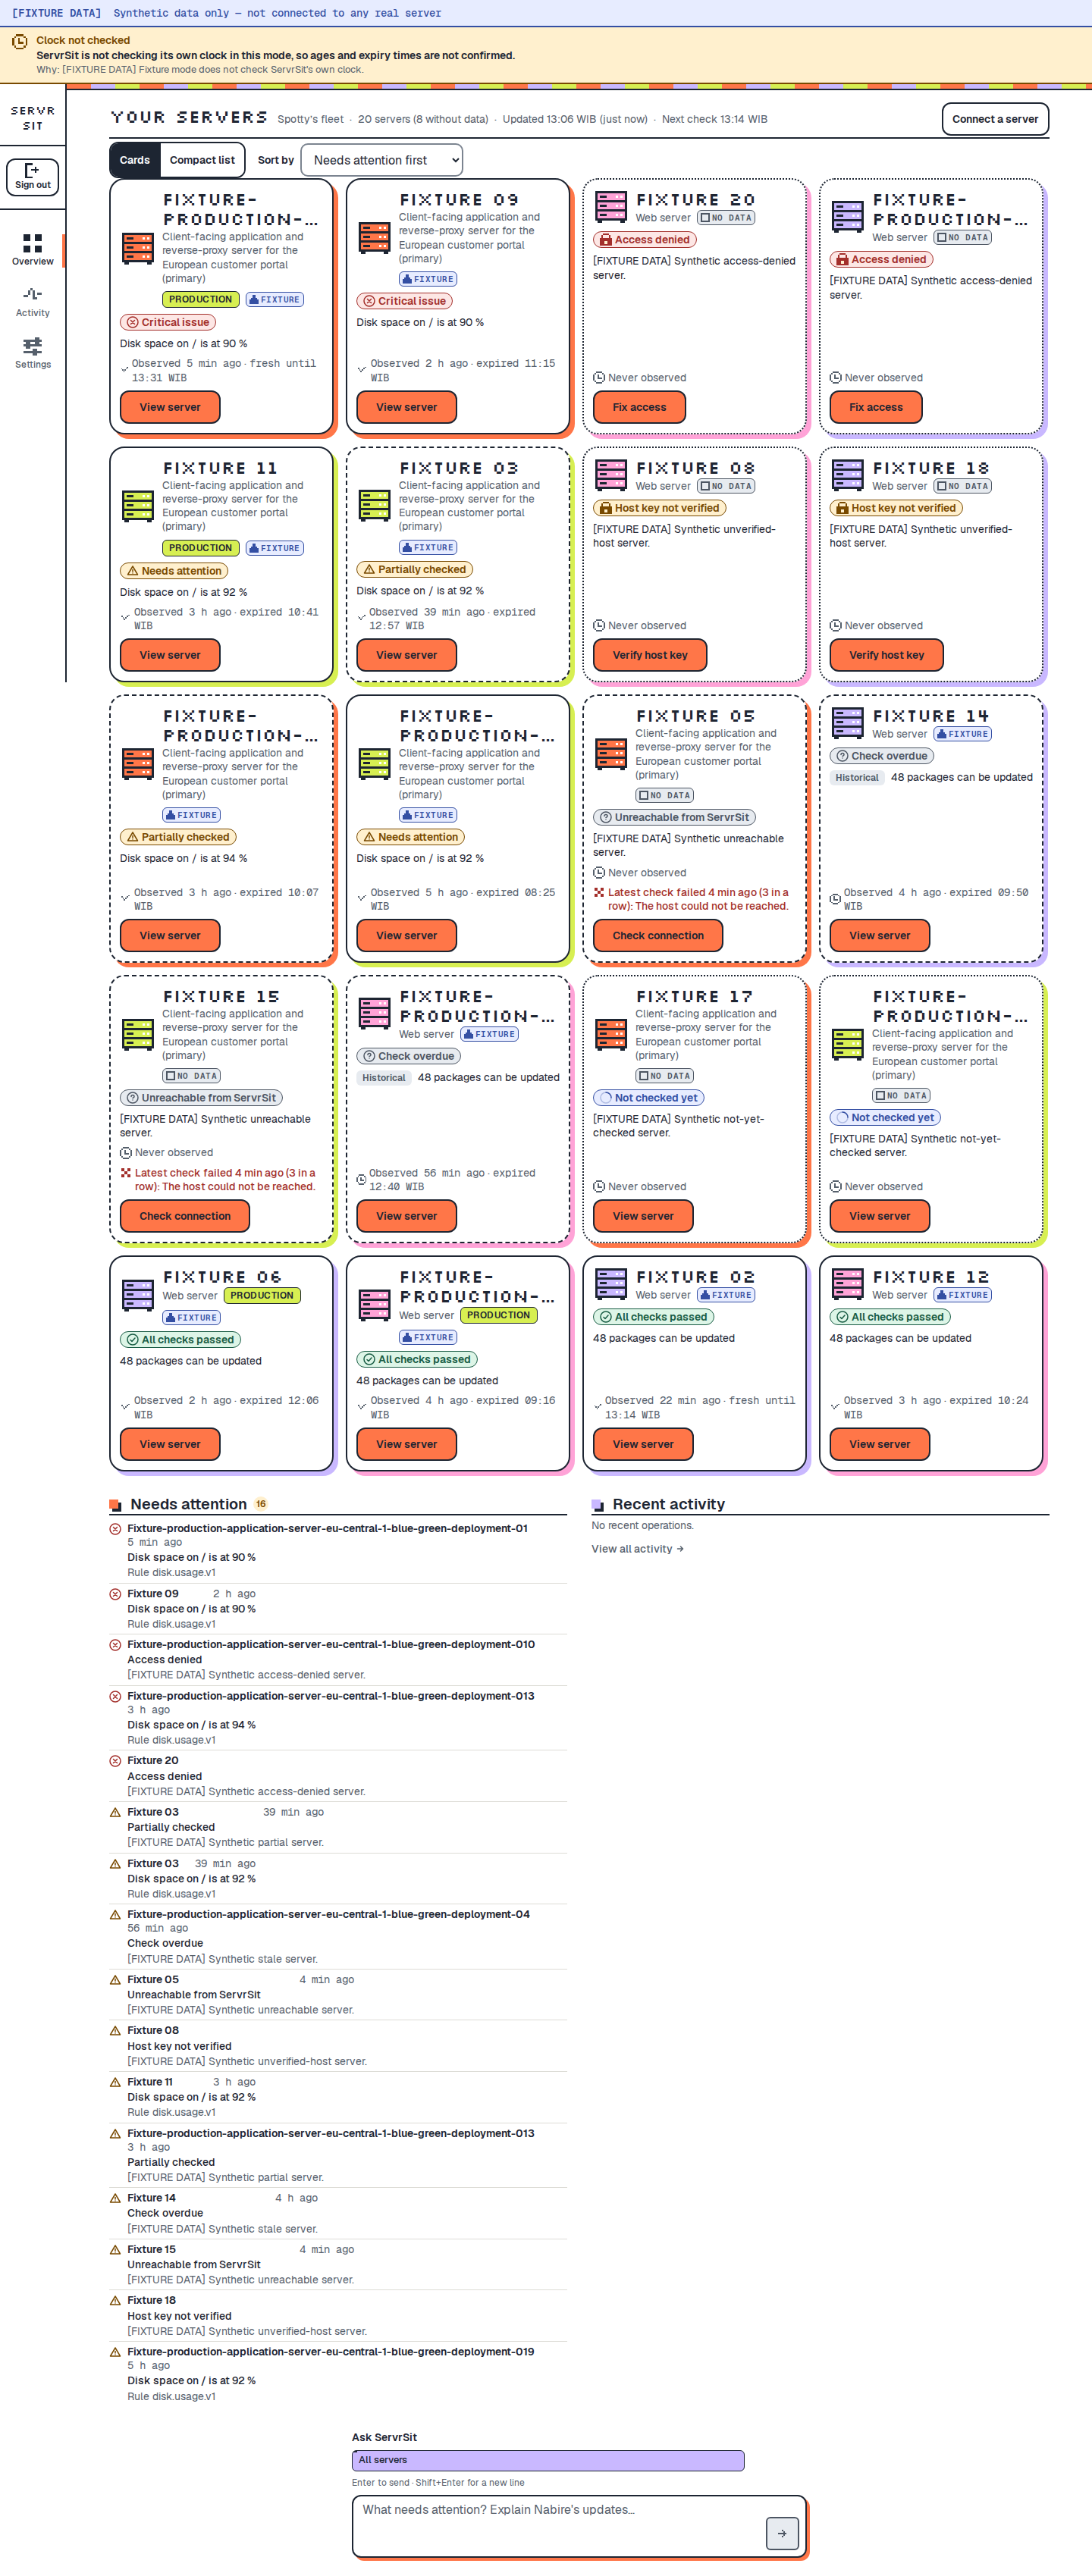 [FIXTURE DATA] Synthetic data only — not connected to any real server
Clock not checked
ServrSit is not checking its own clock in this mode, so ages and expiry times are not confirmed.
Why: [FIXTURE DATA] Fixture mode does not check ServrSit's own clock.
SERVR
SIT
Sign out
Overview
Activity
Settings
YOUR SERVERS Spotty's fleet · 20 servers (8 without data) · Updated 13:06 WIB (just now) · Next check 13:14 WIB
Connect a server
Cards Compact list Sort by Needs attention first
FIXTURE-
PRODUCTION-...
Client-facing application and
reverse-proxy server for the
European customer portal
(primary)
PRODUCTION FIXTURE
Critical issue
Disk space on / is at 90 %
Observed 5 min ago · fresh until
13:31 WIB
View server
FIXTURE 09
Client-facing application and
reverse-proxy server for the
European customer portal
(primary)
FIXTURE
Critical issue
Disk space on / is at 90 %
Observed 2 h ago · expired 11:15
WIB
View server
FIXTURE 20
Web server NO DATA
Access denied
[FIXTURE DATA] Synthetic access-denied
server.
Never observed
Fix access
FIXTURE-
PRODUCTION-...
Web server NO DATA
Access denied
[FIXTURE DATA] Synthetic access-denied
server.
Never observed
Fix access
FIXTURE 11
Client-facing application and
reverse-proxy server for the
European customer portal
(primary)
PRODUCTION FIXTURE
Needs attention
Disk space on / is at 92 %
Observed 3 h ago · expired 10:41
WIB
View server
FIXTURE 03
Client-facing application and
reverse-proxy server for the
European customer portal
(primary)
FIXTURE
Partially checked
Disk space on / is at 92 %
Observed 39 min ago · expired
12:57 WIB
View server
FIXTURE 08
Web server NO DATA
Host key not verified
[FIXTURE DATA] Synthetic unverified-
host server.
Never observed
Verify host key
FIXTURE 18
Web server NO DATA
Host key not verified
[FIXTURE DATA] Synthetic unverified-
host server.
Never observed
Verify host key
FIXTURE-
PRODUCTION-...
Client-facing application and
reverse-proxy server for the
European customer portal
(primary)
FIXTURE
Partially checked
Disk space on / is at 94 %
Observed 3 h ago · expired 10:07
WIB
View server
FIXTURE-
PRODUCTION-...
Client-facing application and
reverse-proxy server for the
European customer portal
(primary)
FIXTURE
Needs attention
Disk space on / is at 92 %
Observed 5 h ago · expired 08:25
WIB
View server
FIXTURE 05
Client-facing application and
reverse-proxy server for the
European customer portal
(primary)
NO DATA
Unreachable from ServrSit
[FIXTURE DATA] Synthetic unreachable
server.
Never observed
Latest check failed 4 min ago (3 in a
row): The host could not be reached.
Check connection
FIXTURE 14
Web server FIXTURE
Check overdue
Historical 48 packages can be updated
Observed 4 h ago · expired 09:50
WIB
View server
FIXTURE 15
Client-facing application and
reverse-proxy server for the
European customer portal
(primary)
NO DATA
Unreachable from ServrSit
[FIXTURE DATA] Synthetic unreachable
server.
Never observed
Latest check failed 4 min ago (3 in a
row): The host could not be reached.
Check connection
FIXTURE-
PRODUCTION-...
Web server FIXTURE
Check overdue
Historical 48 packages can be updated
Observed 56 min ago · expired
12:40 WIB
View server
FIXTURE 17
Client-facing application and
reverse-proxy server for the
European customer portal
(primary)
NO DATA
Not checked yet
[FIXTURE DATA] Synthetic not-yet-
checked server.
Never observed
View server
FIXTURE-
PRODUCTION-...
Client-facing application and
reverse-proxy server for the
European customer portal
(primary)
NO DATA
Not checked yet
[FIXTURE DATA] Synthetic not-yet-
checked server.
Never observed
View server
FIXTURE 06
Web server PRODUCTION
FIXTURE
All checks passed
48 packages can be updated
Observed 2 h ago · expired 12:06
WIB
View server
FIXTURE-
PRODUCTION-...
Web server PRODUCTION
FIXTURE
All checks passed
48 packages can be updated
Observed 4 h ago · expired 09:16
WIB
View server
FIXTURE 02
Web server FIXTURE
All checks passed
48 packages can be updated
Observed 22 min ago · fresh until
13:14 WIB
View server
FIXTURE 12
Web server FIXTURE
All checks passed
48 packages can be updated
Observed 3 h ago · expired 10:24
WIB
View server
Needs attention 16
Fixture-production-application-server-eu-central-1-blue-green-deployment-01
5 min ago
Disk space on / is at 90 %
Rule disk.usage.v1
Fixture 09 2 h ago
Disk space on / is at 90 %
Rule disk.usage.v1
Fixture-production-application-server-eu-central-1-blue-green-deployment-010
Access denied
[FIXTURE DATA] Synthetic access-denied server.
Fixture-production-application-server-eu-central-1-blue-green-deployment-013
3 h ago
Disk space on / is at 94 %
Rule disk.usage.v1
Fixture 20
Access denied
[FIXTURE DATA] Synthetic access-denied server.
Fixture 03 39 min ago
Partially checked
[FIXTURE DATA] Synthetic partial server.
Fixture 03 39 min ago
Disk space on / is at 92 %
Rule disk.usage.v1
Fixture-production-application-server-eu-central-1-blue-green-deployment-04
56 min ago
Check overdue
[FIXTURE DATA] Synthetic stale server.
Fixture 05 4 min ago
Unreachable from ServrSit
[FIXTURE DATA] Synthetic unreachable server.
Fixture 08
Host key not verified
[FIXTURE DATA] Synthetic unverified-host server.
Fixture 11 3 h ago
Disk space on / is at 92 %
Rule disk.usage.v1
Fixture-production-application-server-eu-central-1-blue-green-deployment-013
3 h ago
Partially checked
[FIXTURE DATA] Synthetic partial server.
Fixture 14 4 h ago
Check overdue
[FIXTURE DATA] Synthetic stale server.
Fixture 15 4 min ago
Unreachable from ServrSit
[FIXTURE DATA] Synthetic unreachable server.
Fixture 18
Host key not verified
[FIXTURE DATA] Synthetic unverified-host server.
Fixture-production-application-server-eu-central-1-blue-green-deployment-019
5 h ago
Disk space on / is at 92 %
Rule disk.usage.v1
Recent activity
No recent operations.
View all activity →
Ask ServrSit
All servers
Enter to send · Shift+Enter for a new line
What needs attention? Explain Nabire's updates...